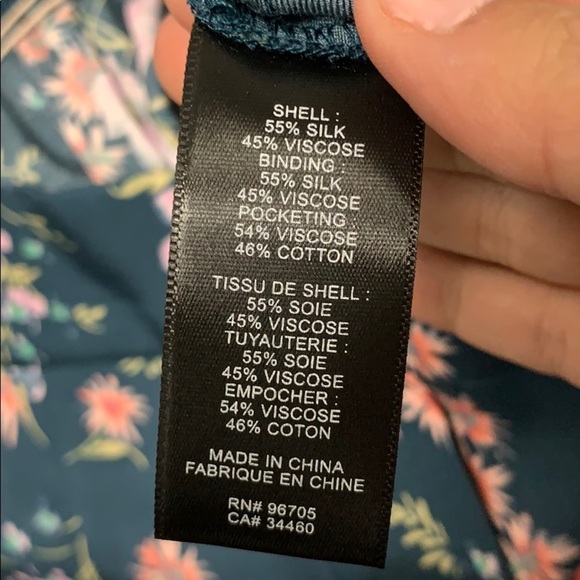 SHELL :
55% SILK
45% VISCOSE
BINDING :
55% SILK
45% VISCOSE
POCKETING :
54% VISCOSE
46% COTTON
TISSU DE SHELL :
55% SOIE
45% VISCOSE
TUYAUTERIE :
55% SOIE
45% VISCOSE
EMPOCHER :
54% VISCOSE
46% COTON
MADE IN CHINA
FABRIQUE EN CHINE
RN# 96705
CA# 34460